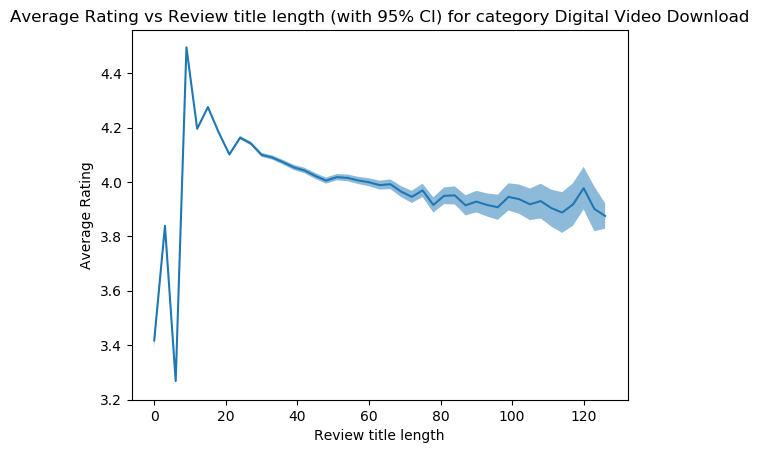 Average Rating vs Review title length (with 95% CI) for category Digital Video Download
4.4
4.2
4.0
3.8
3.6
3.4
3.2
Average Rating
0 20 40 60 80 100 120
Review title length